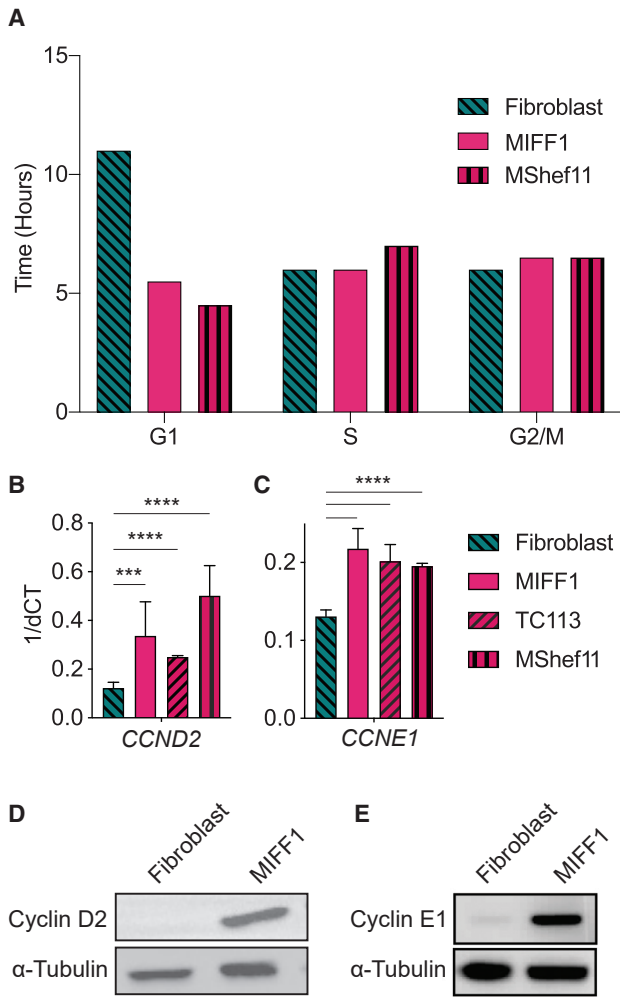 A
15
10
5
0
Time (Hours)
Fibroblast
MIFF1
MShef11
G1 S G2/M
B
****
****
***
0.8
0.6
0.4
0.2
0.0
1/dCT
CCND2
C
****
0.2
0.1
0.0
CCNE1
Fibroblast
MIFF1
TC113
MShef11
D
Fibroblast MIFF1
Cyclin D2
α-Tubulin
E
Fibroblast MIFF1
Cyclin E1
α-Tubulin